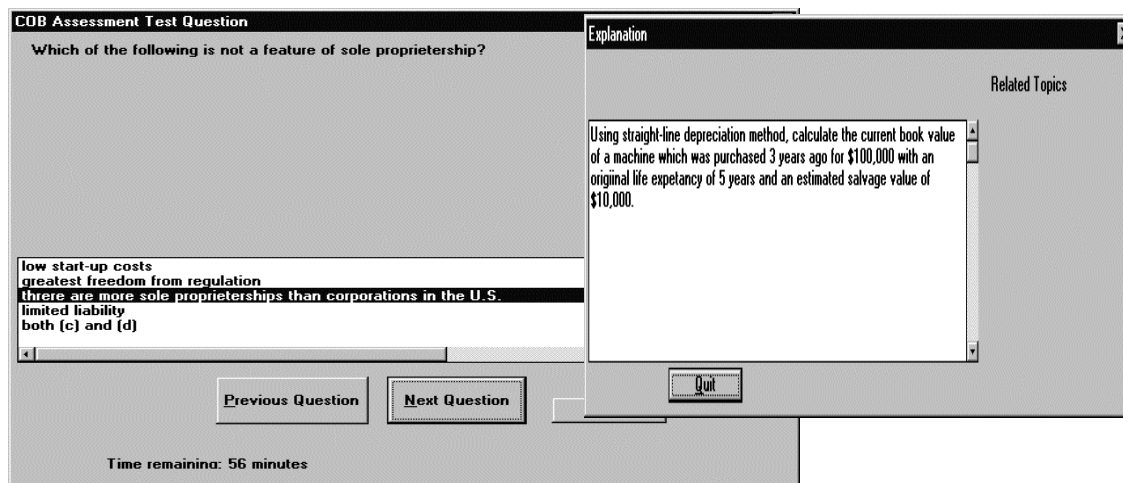 COB Assessment Test Question
Which of the following is not a feature of sole proprietership?
low start-up costs
greatest freedom from regulation
threre are more sole proprieterships than corporations in the U.S.
limited liability
both (c) and (d)
Previous Question
Next Question
Time remaining: 56 minutes
Explanation
Related Topics
Using straight-line depreciation method, calculate the current book value
of a machine which was purchased 3 years ago for $100,000 with an
origiinal life expetancy of 5 years and an estimated salvage value of
$10,000.
Quit